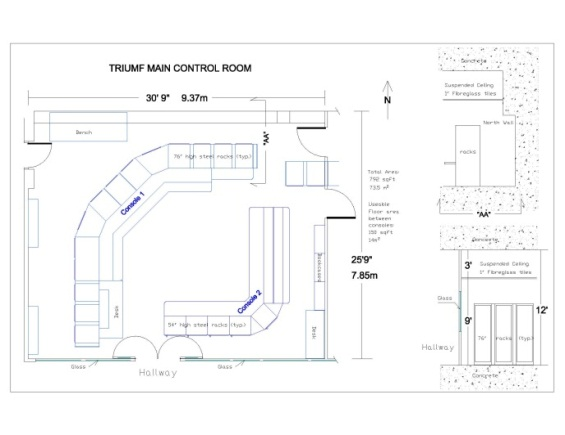 TRIUMF MAIN CONTROL ROOM
30' 9"   9.37m
N
Bench
"AA"
76" high steel racks (typ.)
Console 1
Desk
Console 2
54" high steel racks (typ.)
Bookcase
Desk
Glass
Glass
Hallway
Total Area:
792 sqft
73.5 m²
Useable
Floor area
between
consoles:
150 sqft
14m²
25'9"
7.85m
Concrete
Suspended Ceiling
1" Fibreglass tiles
North Wall
racks
"AA"
Concrete
3'
Suspended Ceiling
1" Fibreglass tiles
Glass
9'
12'
76" racks (typ.)
Hallway
Concrete